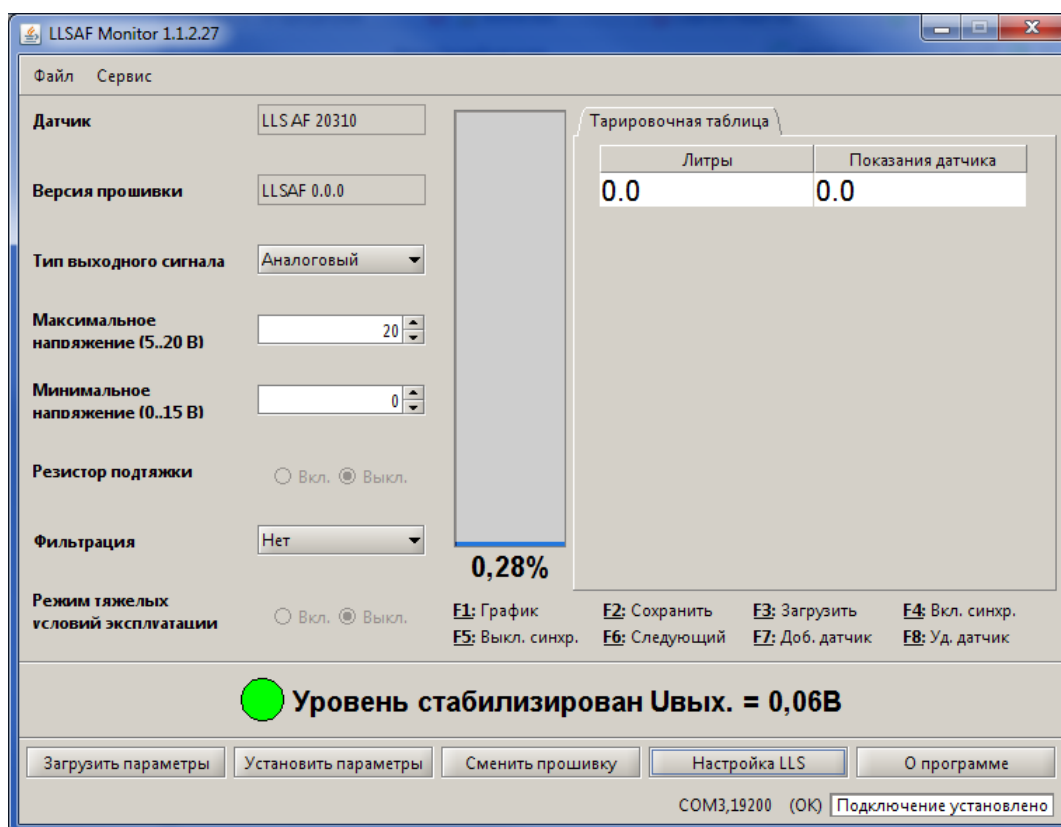 LLSAF Monitor 1.1.2.27
Файл Сервис
Датчик LLS AF 20310
Версия прошивки LLSAF 0.0.0
Тип выходного сигнала Аналоговый
Максимальное
напряжение (5..20 В) 20
Минимальное
напряжение (0..15 В) 0
Резистор подтяжки Вкл. Выкл.
Фильтрация Нет
Режим тяжелых
условий эксплуатации Вкл. Выкл.
0,28%
Тарировочная таблица
Литры Показания датчика
0.0 0.0
F1: График F2: Сохранить F3: Загрузить F4: Вкл. синхр.
F5: Выкл. синхр. F6: Следующий F7: Доб. датчик F8: Уд. датчик
Уровень стабилизирован Uвых. = 0,06В
Загрузить параметры Установить параметры Сменить прошивку Настройка LLS О программе
COM3,19200 (OK) Подключение установлено